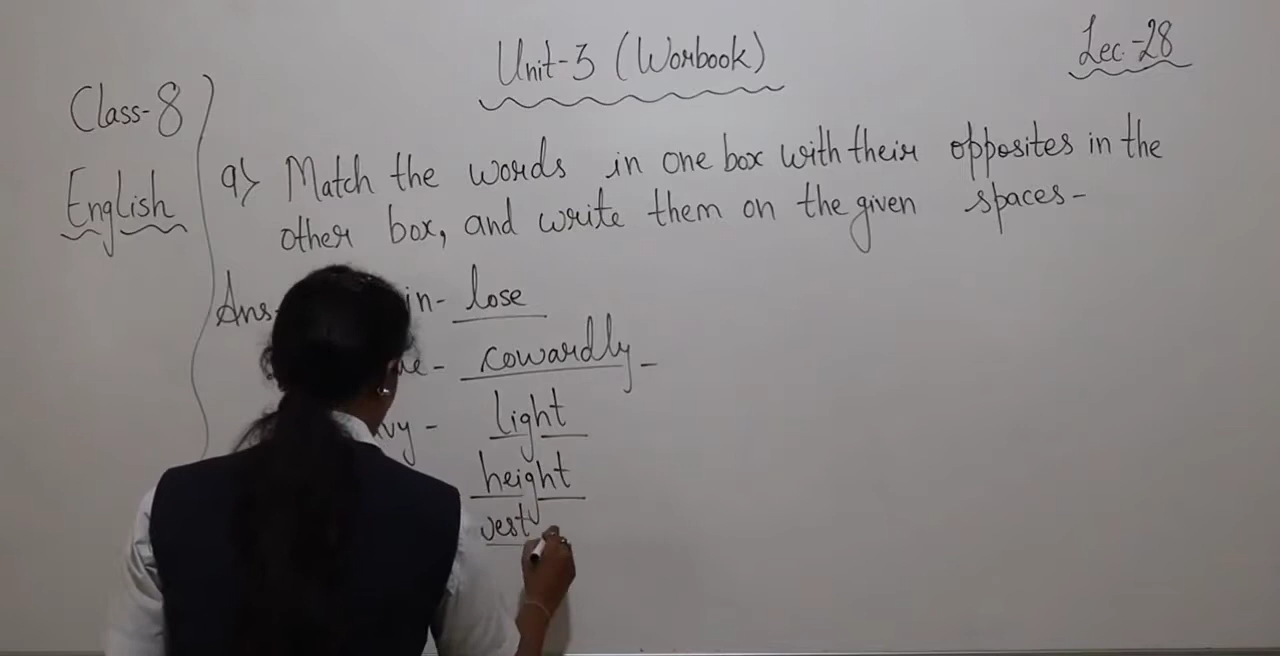 Unit-3 (Worbook)
Lec-28
Class-8
English
9) Match the words in one box with their opposites in the
other box, and write them on the given spaces-
Ans- in- lose
cowardly-
light
height
vest